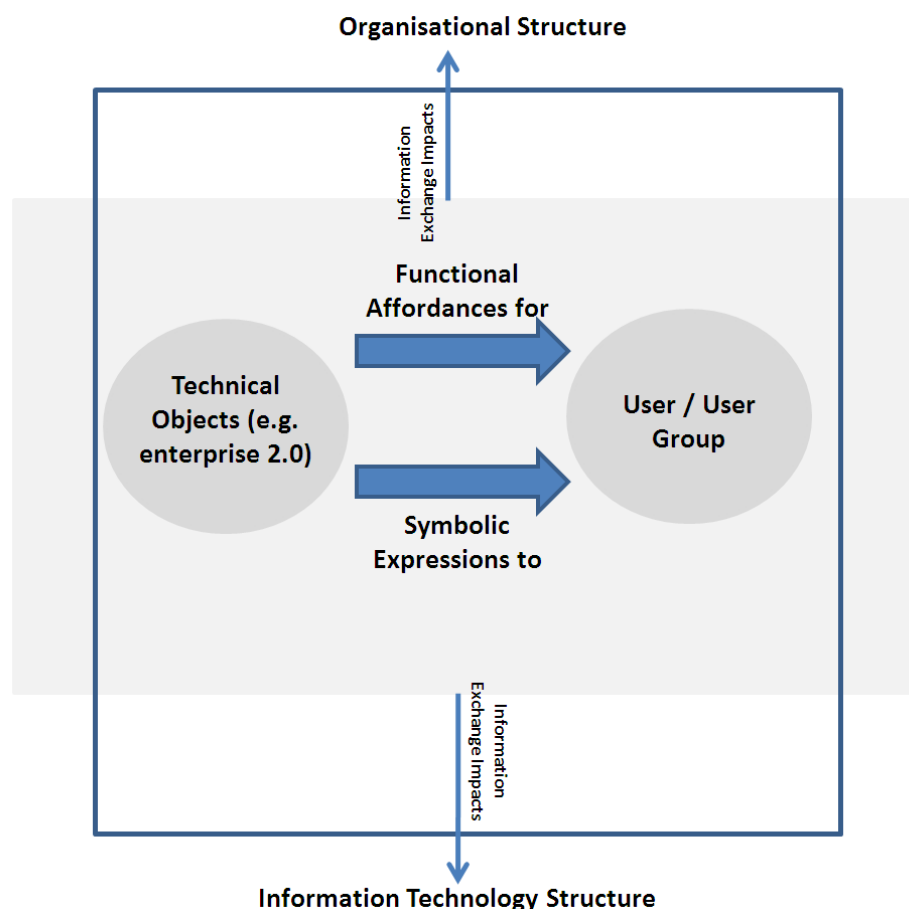 Organisational Structure
Information
Exchange Impacts
Functional
Affordances for
Technical
Objects (e.g.
enterprise 2.0)
User / User
Group
Symbolic
Expressions to
Information
Exchange Impacts
Information Technology Structure